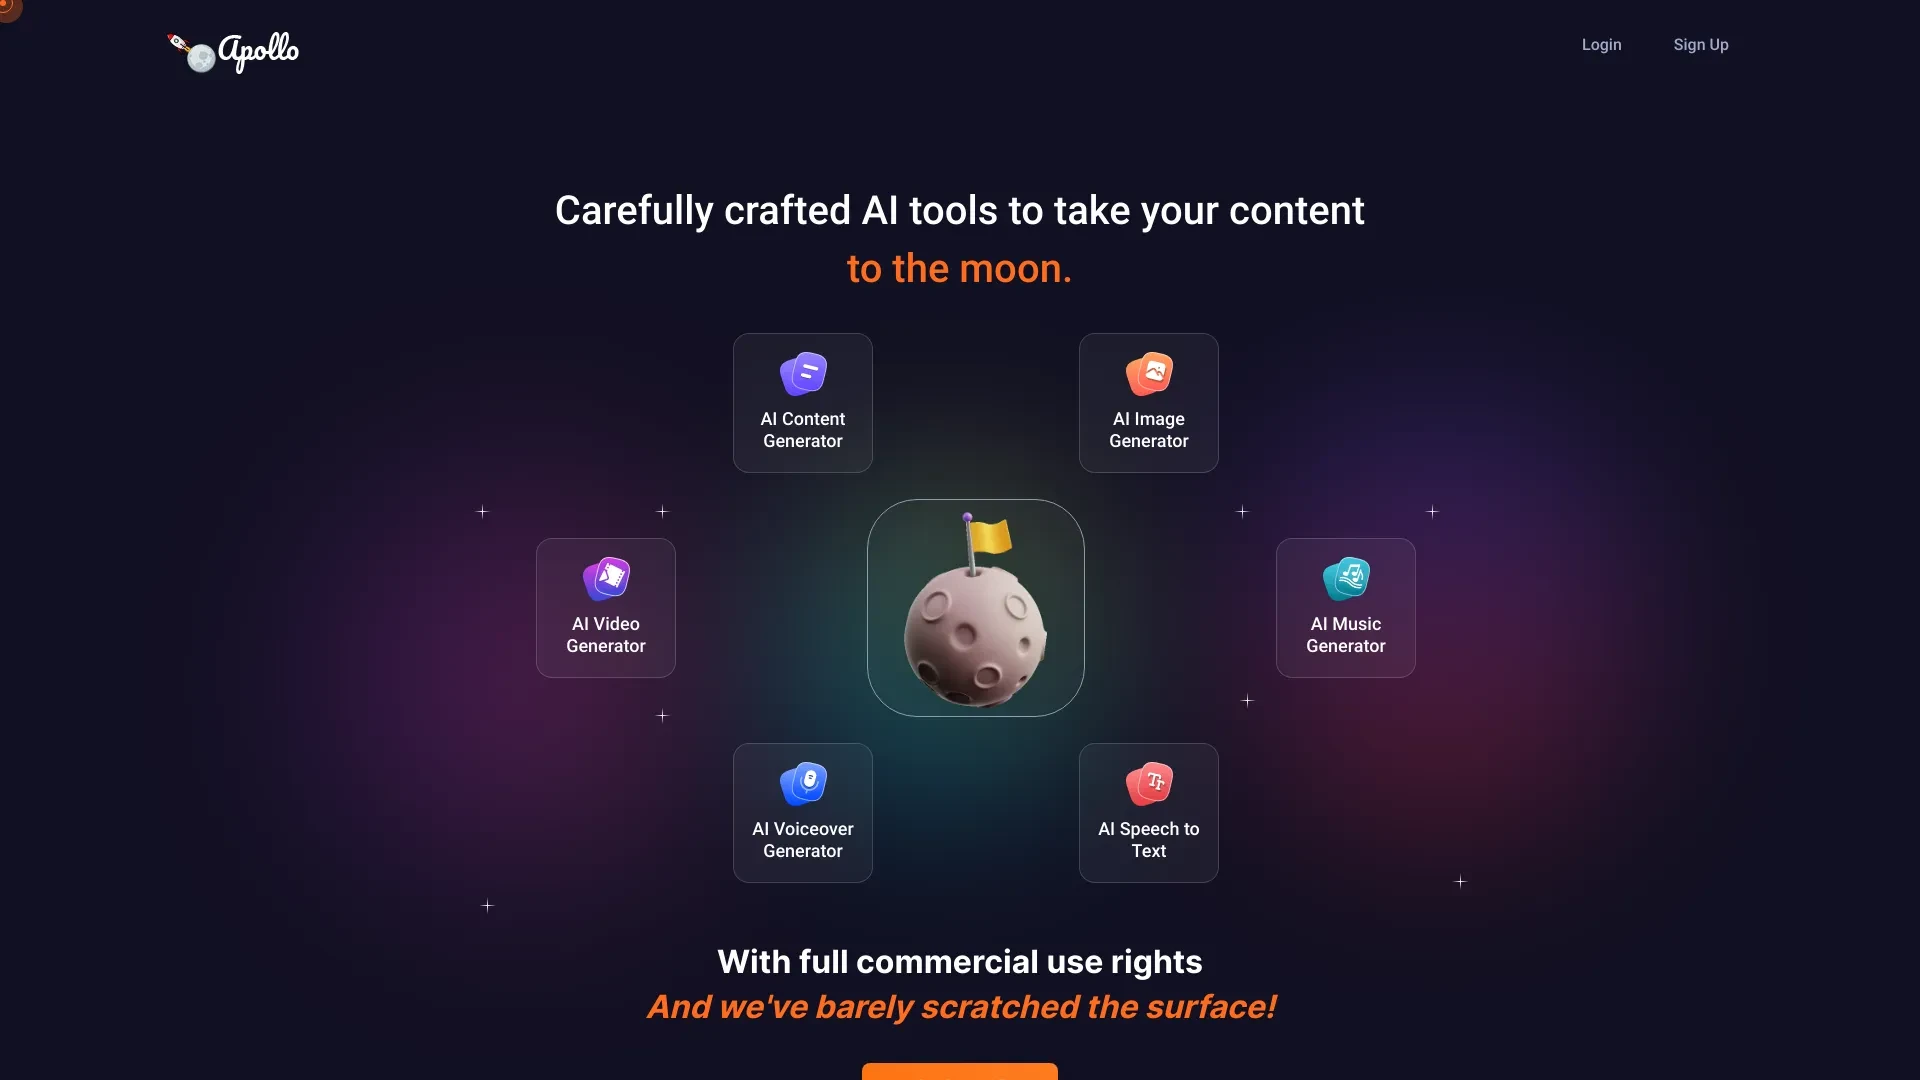 Apollo
Login
Sign Up
Carefully crafted AI tools to take your content
to the moon.
AI Content
Generator
AI Image
Generator
AI Video
Generator
AI Music
Generator
AI Voiceover
Generator
AI Speech to
Text
With full commercial use rights
And we've barely scratched the surface!